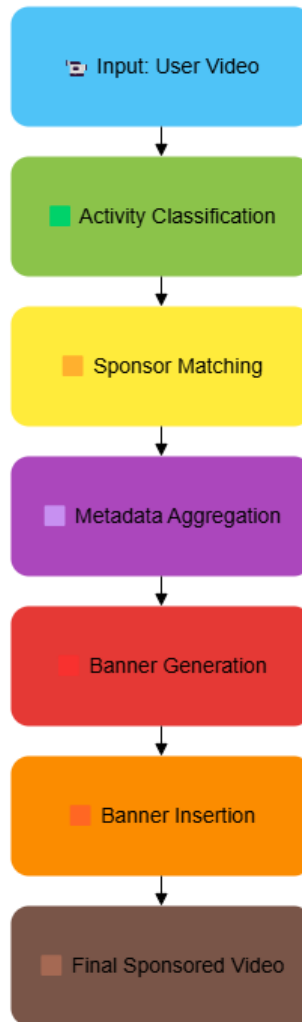 Input: User Video
Activity Classification
Sponsor Matching
Metadata Aggregation
Banner Generation
Banner Insertion
Final Sponsored Video